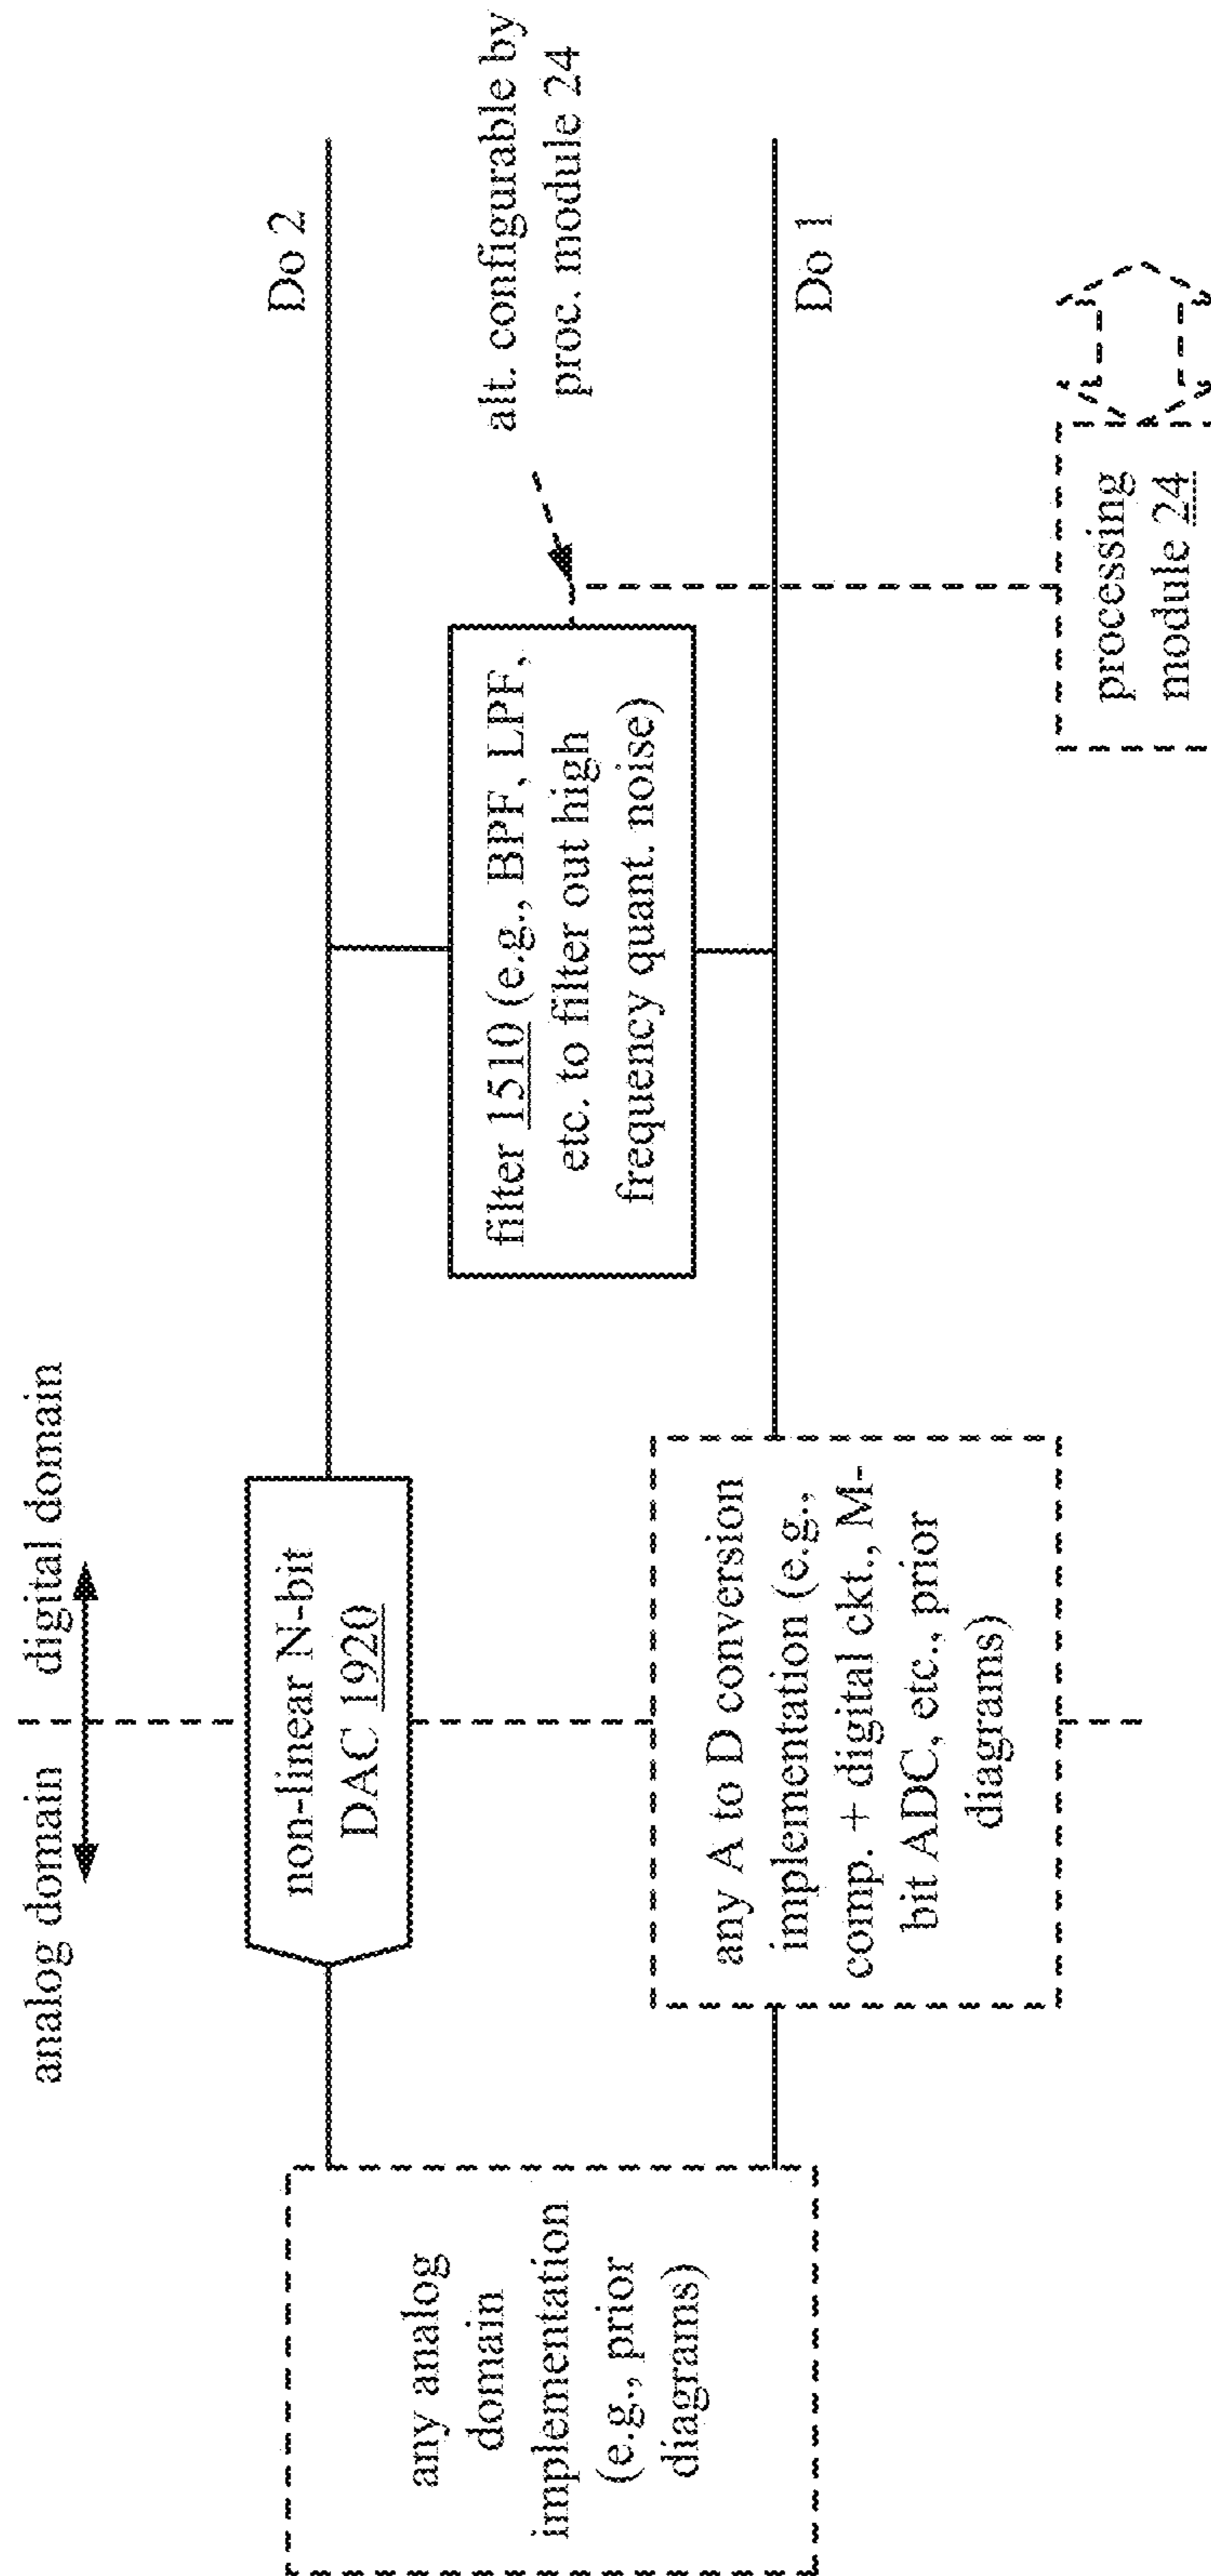 analog domain
digital domain
any analog
domain
implementation
(e.g., prior
diagrams)
non-linear N-bit
DAC 1920
Do 2
any A to D conversion
implementation (e.g.,
comp. + digital ckt., M-
bit ADC, etc., prior
diagrams)
filter 1510 (e.g., BPF, LPF,
etc. to filter out high
frequency quant. noise)
alt. configurable by
proc. module 24
Do 1
processing
module 24